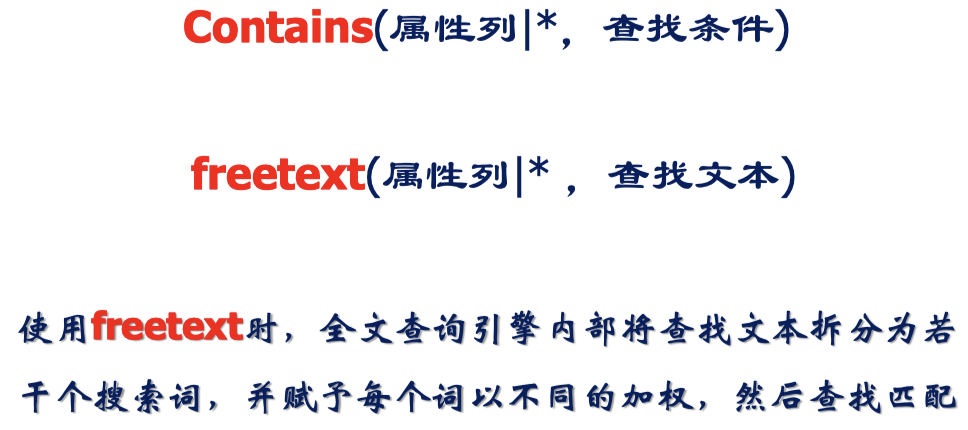 Contains(属性列|*，查找条件)
freetext(属性列|* ，查找文本)
使用freetext时，全文查询引擎内部将查找文本拆分为若
干个搜索词，并赋予每个词以不同的加权，然后查找匹配